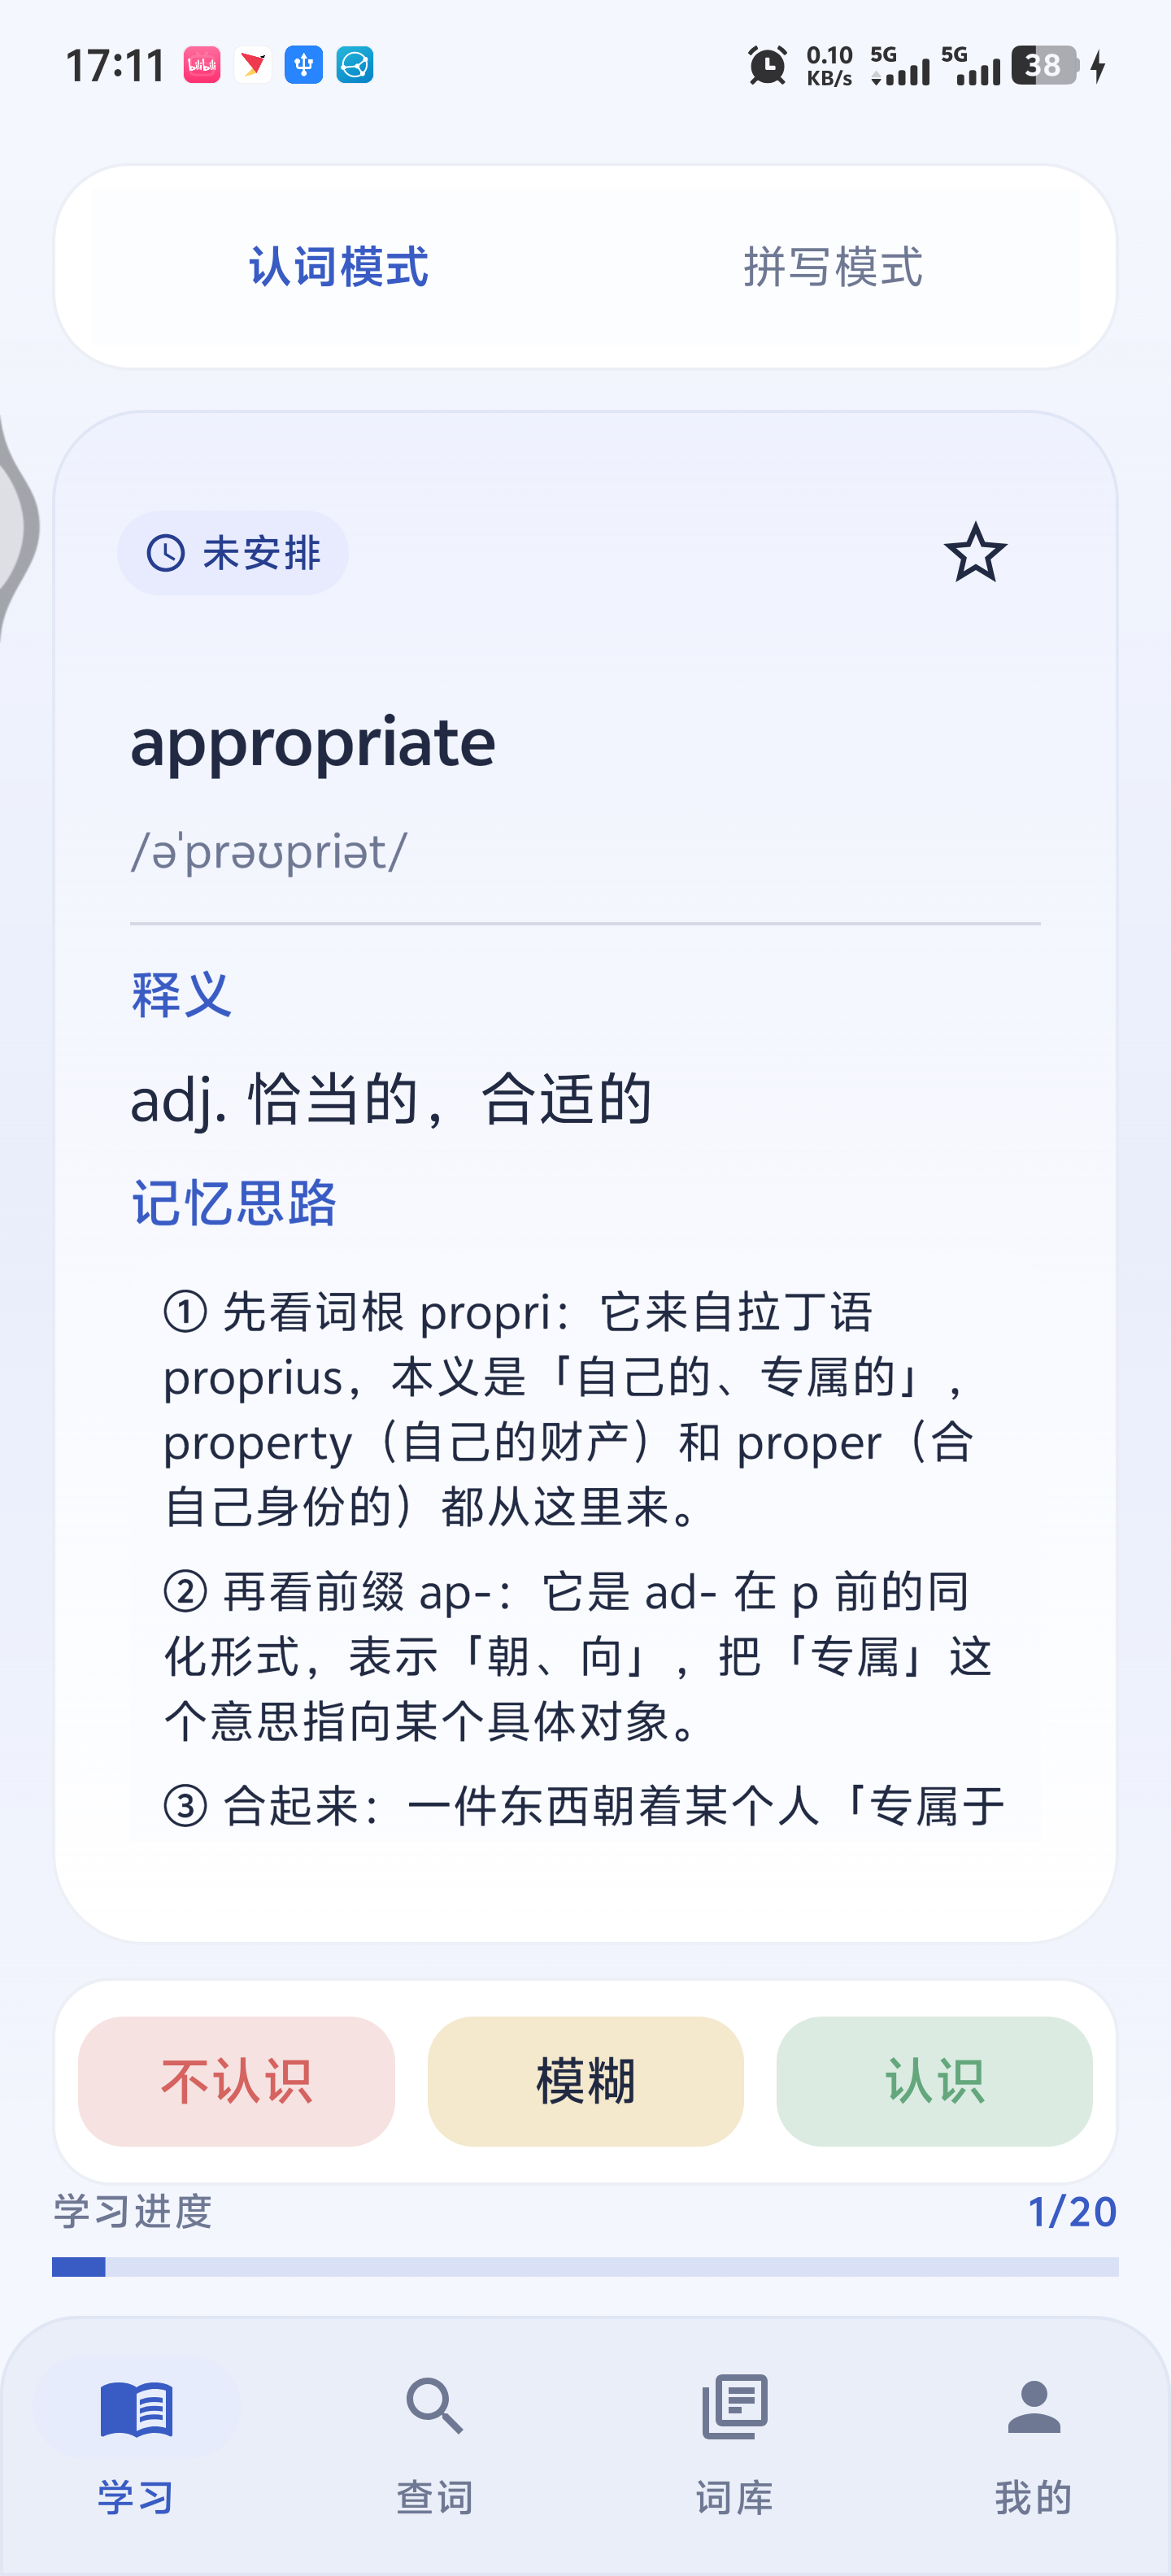 17:11
bilibili
0.10 KB/s
5G
5G
38
认词模式
拼写模式
未安排
appropriate
/əˈprəʊpriət/
释义
adj. 恰当的，合适的
记忆思路
① 先看词根 propri：它来自拉丁语
proprius，本义是「自己的、专属的」，
property（自己的财产）和 proper（合
自己身份的）都从这里来。
② 再看前缀 ap-：它是 ad- 在 p 前的同
化形式，表示「朝、向」，把「专属」这
个意思指向某个具体对象。
③ 合起来：一件东西朝着某个人「专属于
不认识
模糊
认识
学习进度
1/20
学习
查词
词库
我的